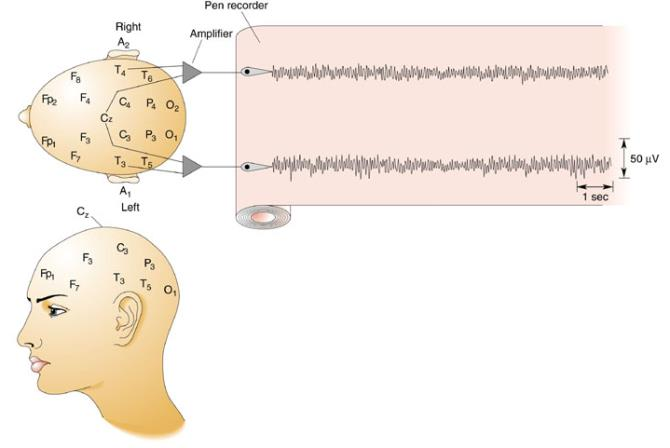 Pen recorder
Right
Amplifier
A2
F8 T4 T6
Fp2 F4 C4 P4 O2
Cz
Fp1 F3 C3 P3 O1
F7 T3 T5
A1
Left
50 μV
1 sec
Cz
C3
F3 P3
Fp1 F7 T3 T5 O1